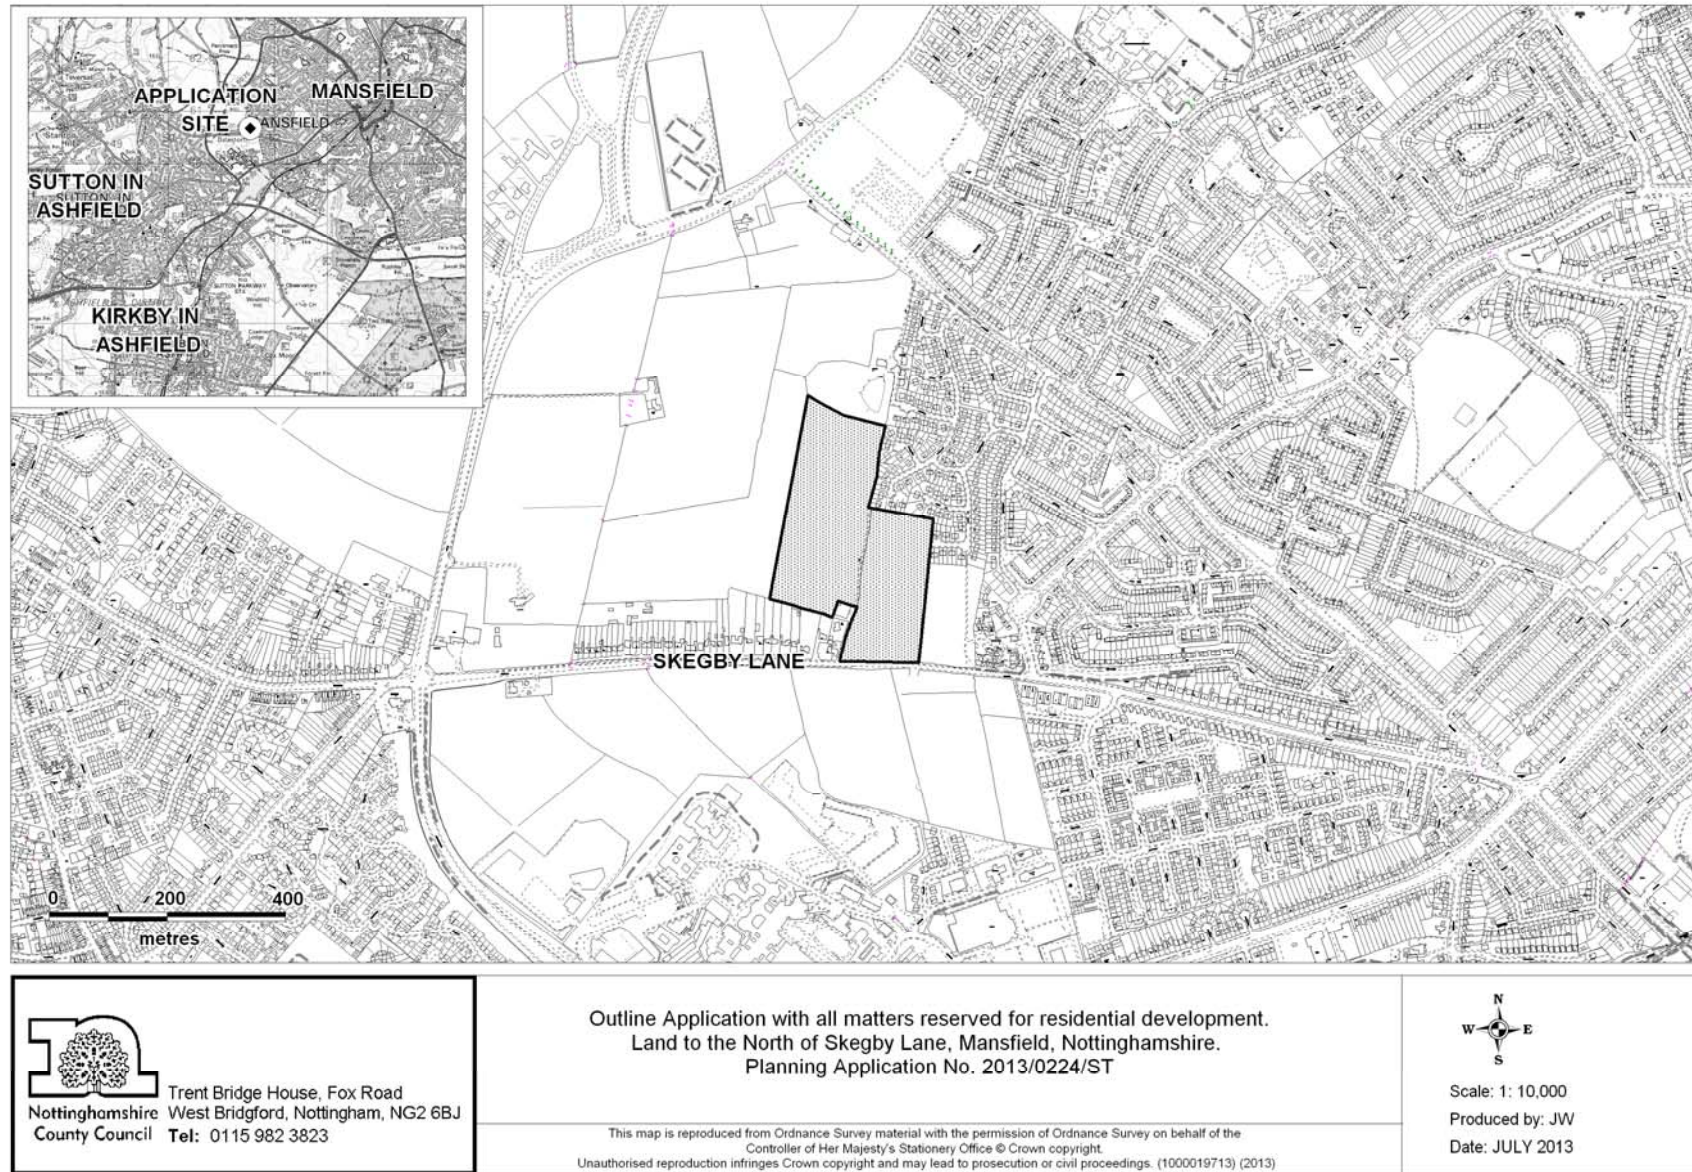 APPLICATION
SITE
MANSFIELD
ANSFIELD
SUTTON IN
ASHFIELD
SUTTON IN
KIRKBY IN
ASHFIELD
SKEGBY LANE
0 200 400
metres
Nottinghamshire
County Council
Trent Bridge House, Fox Road
West Bridgford, Nottingham, NG2 6BJ
Tel: 0115 982 3823
Outline Application with all matters reserved for residential development.
Land to the North of Skegby Lane, Mansfield, Nottinghamshire.
Planning Application No. 2013/0224/ST
This map is reproduced from Ordnance Survey material with the permission of Ordnance Survey on behalf of the
Controller of Her Majesty's Stationery Office © Crown copyright.
Unauthorised reproduction infringes Crown copyright and may lead to prosecution or civil proceedings. (1000019713) (2013)
N
W E
S
Scale: 1: 10,000
Produced by: JW
Date: JULY 2013